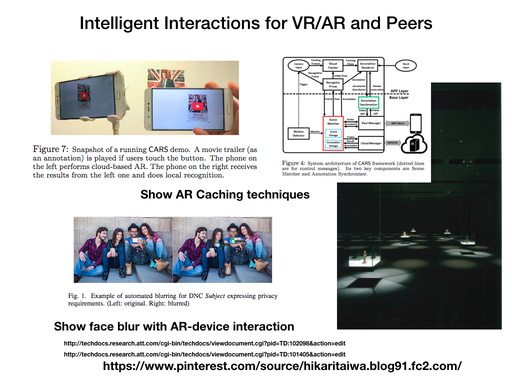 Intelligent Interactions for VR/AR and Peers
Figure 7: Snapshot of a running CARS demo. A movie trailer (as
an annotation) is played if users touch the button. The phone on
the left performs cloud-based AR. The phone on the right receives
the results from the left one and does local recognition.
APP Layer
Base Layer
Figure 4: System architecture of CARS framework (dotted lines
are for control messages). Its two key components are Scene
Matcher and Annotation Synchronizer.
Show AR Caching techniques
Fig. 1. Example of automated blurring for DNC Subject expressing privacy
requirements. (Left: original. Right: blurred)
Show face blur with AR-device interaction
http://techdocs.research.att.com/cgi-bin/techdocs/viewdocument.cgi?pid=TD:102098&action=edit
http://techdocs.research.att.com/cgi-bin/techdocs/viewdocument.cgi?pid=TD:101405&action=edit
https://www.pinterest.com/source/hikaritaiwa.blog91.fc2.com/